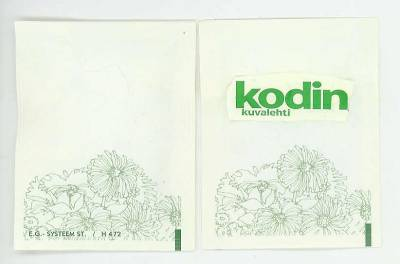 kodin
kuvalehti
E.G.- SYSTEEM ST. / H 472